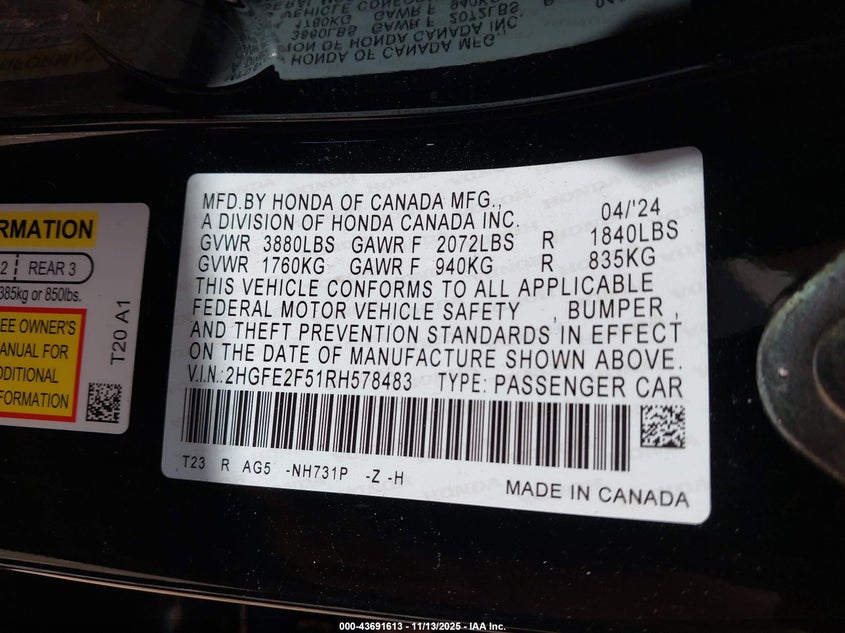 MFD.BY HONDA OF CANADA MFG.,
A DIVISION OF HONDA CANADA INC. 04/'24
GVWR 3880LBS GAWR F 2072LBS R 1840LBS
GVWR 1760KG GAWR F 940KG R 835KG
THIS VEHICLE CONFORMS TO ALL APPLICABLE
FEDERAL MOTOR VEHICLE SAFETY , BUMPER ,
AND THEFT PREVENTION STANDARDS IN EFFECT
ON THE DATE OF MANUFACTURE SHOWN ABOVE.
V.I.N.:2HGFE2F51RH578483 TYPE: PASSENGER CAR
T23 R AG5 -NH731P -Z -H
MADE IN CANADA
RMATION
2 REAR 3
385kg or 850lbs.
EE OWNER'S
ANUAL FOR
DDITIONAL
FORMATION
T20 A1
000-43691613 - 11/13/2025 - IAA Inc.